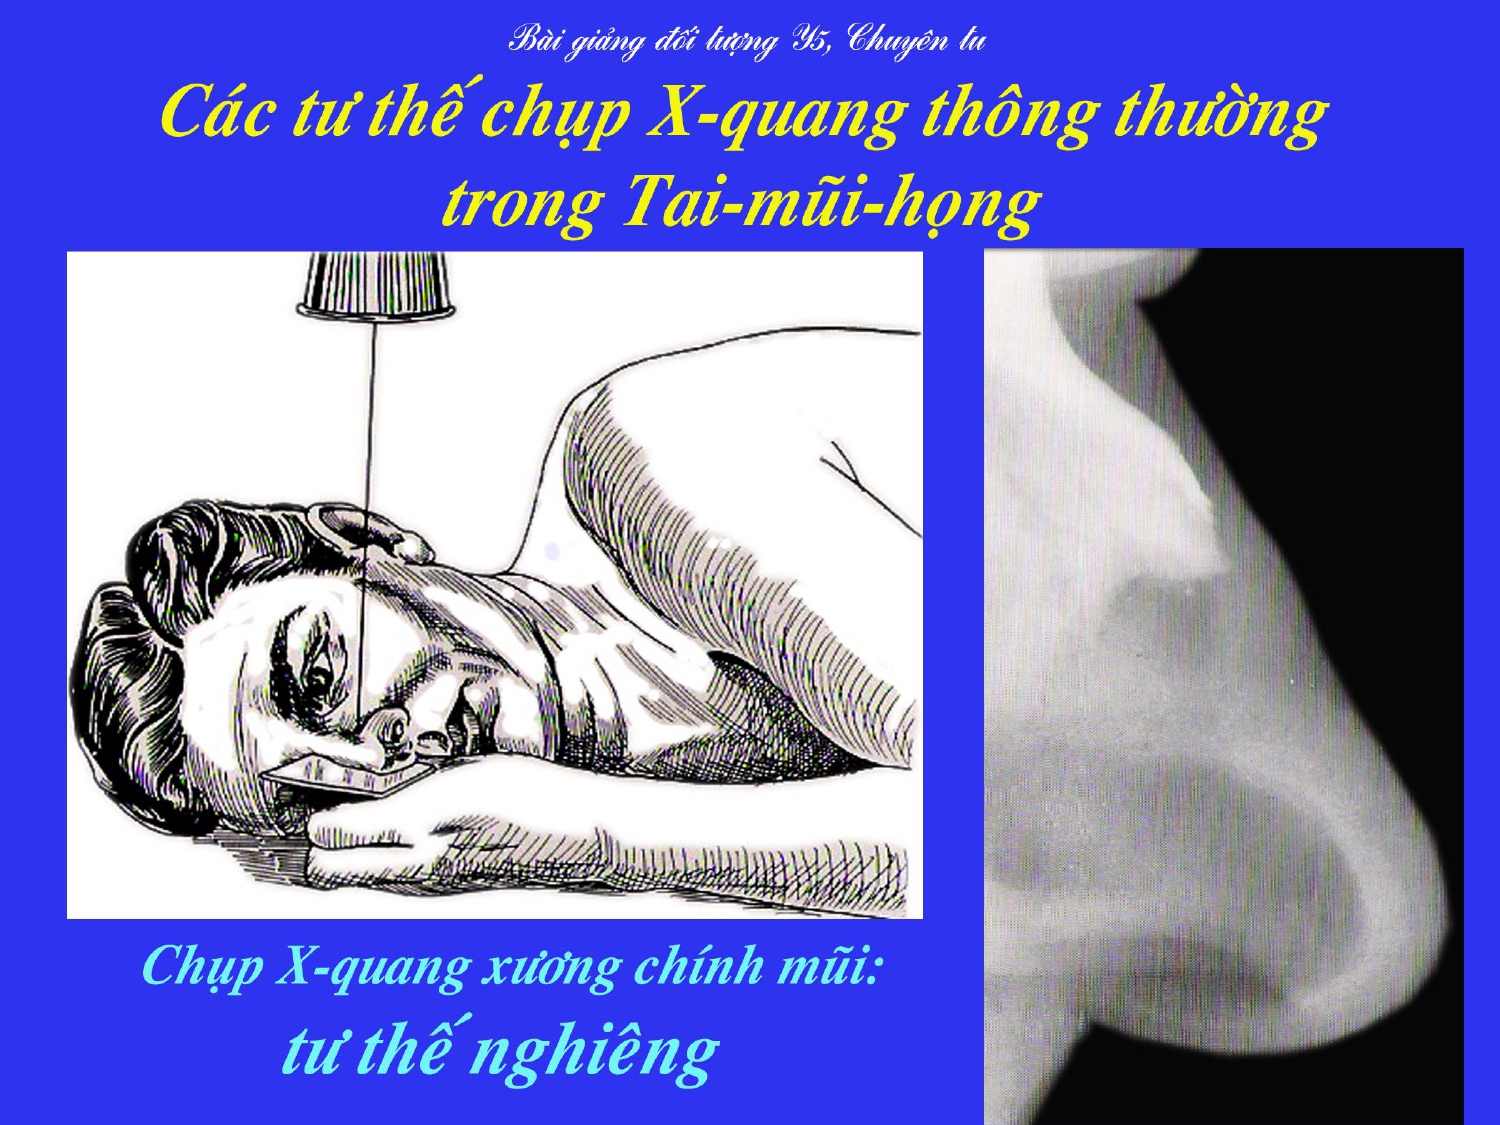 Bài giảng đối tượng Y5, Chuyên tu
Các tư thế chụp X-quang thông thường
trong Tai-mũi-họng
Chụp X-quang xương chính mũi:
tư thế nghiêng